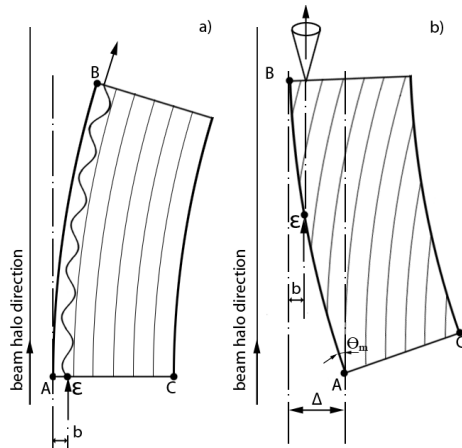 a)
B
beam halo direction
A
ε
C
b
b)
B
beam halo direction
ε
b
Θm
A
C
Δ